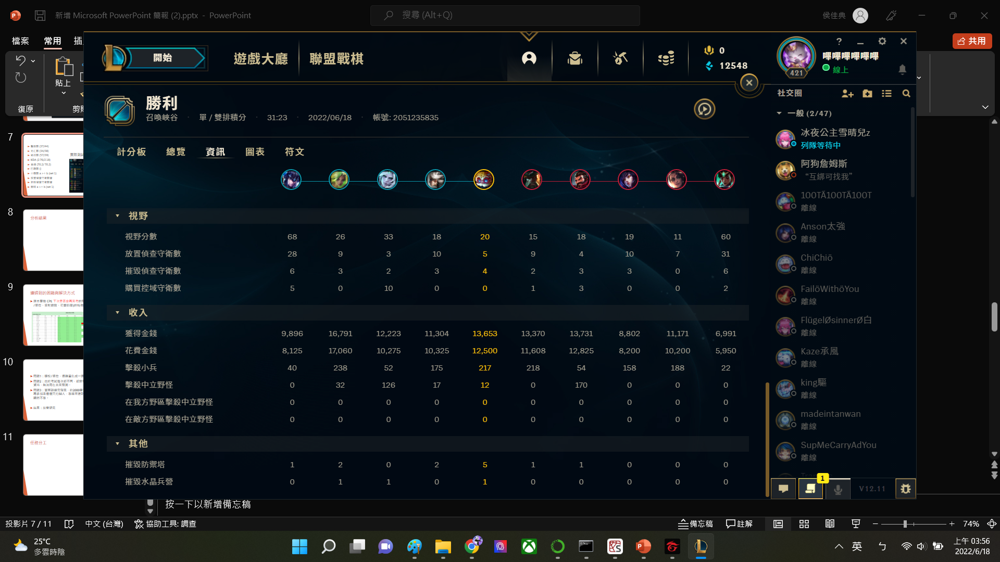 新增 Microsoft PowerPoint 簡報 (2).pptx - PowerPoint
搜尋 (Alt+Q)
侯佳典
檔案
常用
共用
貼上
復原
開始
遊戲大廳
聯盟戰棋
0
12548
421
嗶嗶嗶嗶嗶嗶
線上
勝利
召喚峽谷 · 單 / 雙排積分 · 31:23 · 2022/06/18 · 帳號: 2051235835
計分板 總覽 資訊 圖表 符文
視野
視野分數 68 26 33 18 20 15 18 19 11 60
放置偵查守衛數 28 9 3 10 5 9 4 10 7 31
摧毀偵查守衛數 6 3 2 3 4 2 3 3 0 6
購買控域守衛數 5 0 10 0 0 1 3 0 0 2
收入
獲得金錢 9,896 16,791 12,223 11,304 13,653 13,370 13,731 8,802 11,171 6,991
花費金錢 8,125 17,060 10,275 10,325 12,500 11,608 12,825 8,200 10,200 5,950
擊殺小兵 40 238 52 175 217 218 54 158 188 22
擊殺中立野怪 0 32 126 17 12 0 170 0 0 0
在我方野區擊殺中立野怪 0 0 0 0 0 0 0 0 0 0
在敵方野區擊殺中立野怪 0 0 0 0 0 0 0 0 0 0
其他
摧毀防禦塔 1 2 0 2 5 1 1 0 0 0
摧毀水晶兵營 0 1 1 0 1 0 0 0 0 0
社交圈
一般 (2/47)
冰夜公主雪晴兒z
列隊等待中
阿狗詹姆斯
“互綁可找我”
100TÃ100TÃ100T
離線
Anson太強
離線
ChiChiö
離線
FailöWithöYou
離線
FlügelØsinnerØ白
離線
Kaze承風
離線
king驅
離線
madeintanwan
離線
SupMeCarryAdYou
離線
1
V12.11
7
8
分析結果
9
遭遇到的困難與解決方式
10
11
任務分工
按一下以新增備忘稿
投影片 7 / 11
中文 (台灣)
協助工具: 調查
備忘稿
註解
74%
25°C
多雲時陰
英
上午 03:56
2022/6/18